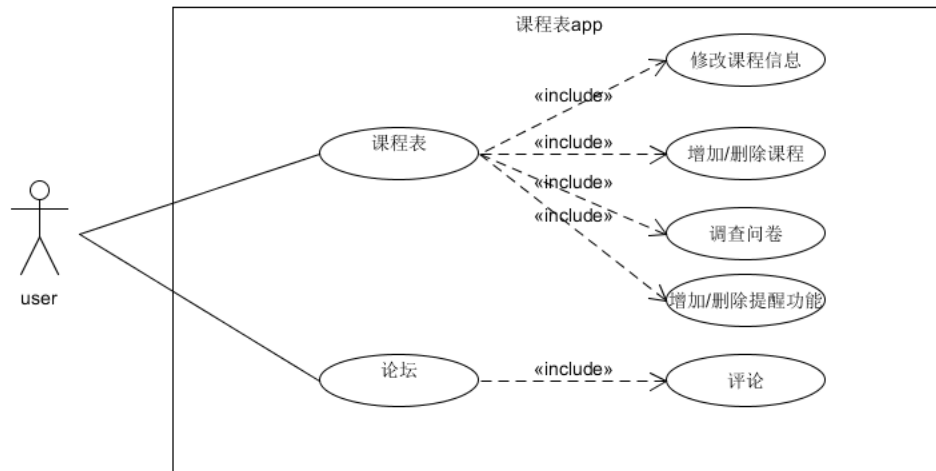 课程表app
修改课程信息
«include»
课程表
«include»
增加/删除课程
«include»
«include»
调查问卷
user
增加/删除提醒功能
论坛
«include»
评论